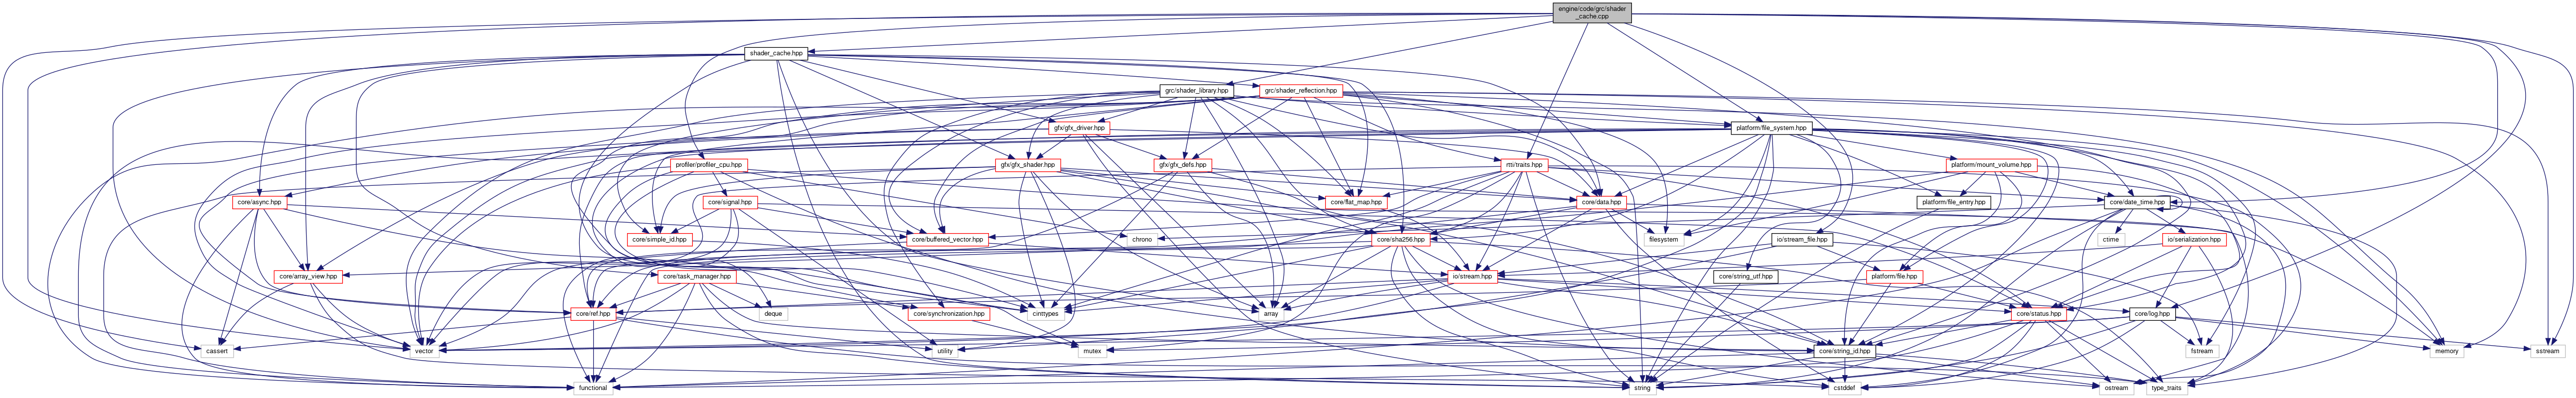 engine/code/grc/shader
_cache.cpp
shader_cache.hpp
grc/shader_library.hpp
grc/shader_reflection.hpp
gfx/gfx_driver.hpp
platform/file_system.hpp
profiler/profiler_cpu.hpp
gfx/gfx_shader.hpp
gfx/gfx_defs.hpp
rtti/traits.hpp
platform/mount_volume.hpp
core/async.hpp
core/signal.hpp
core/flat_map.hpp
core/data.hpp
platform/file_entry.hpp
core/date_time.hpp
core/simple_id.hpp
core/buffered_vector.hpp
chrono
core/sha256.hpp
filesystem
io/stream_file.hpp
ctime
io/serialization.hpp
core/array_view.hpp
core/task_manager.hpp
io/stream.hpp
core/string_utf.hpp
platform/file.hpp
core/ref.hpp
deque
core/synchronization.hpp
cinttypes
array
core/status.hpp
core/log.hpp
cassert
vector
utility
mutex
core/string_id.hpp
fstream
memory
sstream
functional
string
cstddef
ostream
type_traits